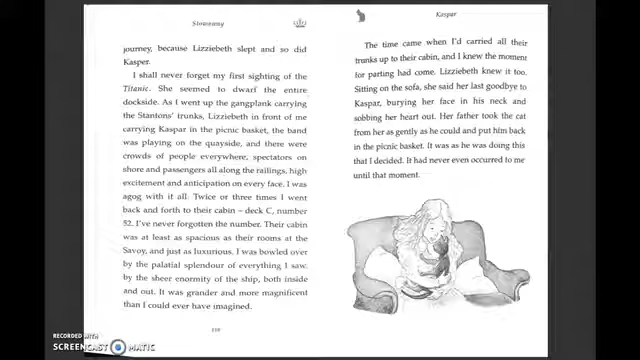 Stowaway
journey, because Lizziebeth slept and so did
Kasper.
I shall never forget my first sighting of the
Titanic. She seemed to dwarf the entire
dockside. As I went up the gangplank carrying
the Stantons' trunks, Lizziebeth in front of me
carrying Kaspar in the picnic basket, the band
was playing on the quayside, and there were
crowds of people everywhere, spectators on
shore and passengers all along the railings, high
excitement and anticipation on every face. I was
agog with it all. Twice or three times I went
back and forth to their cabin – deck C, number
52. I've never forgotten the number. Their cabin
was at least as spacious as their rooms at the
Savoy, and just as luxurious. I was bowled over
by the palatial splendour of everything I saw,
by the sheer enormity of the ship, both inside
and out. It was grander and more magnificent
than I could ever have imagined.
Kaspar
The time came when I'd carried all their
trunks up to their cabin, and I knew the moment
for parting had come. Lizziebeth knew it too.
Sitting on the sofa, she said her last goodbye to
Kaspar, burying her face in his neck and
sobbing her heart out. Her father took the cat
from her as gently as he could and put him back
in the picnic basket. It was as he was doing this
that I decided. It had never even occurred to me
until that moment.
RECORDED WITH
SCREENCAST MATIC